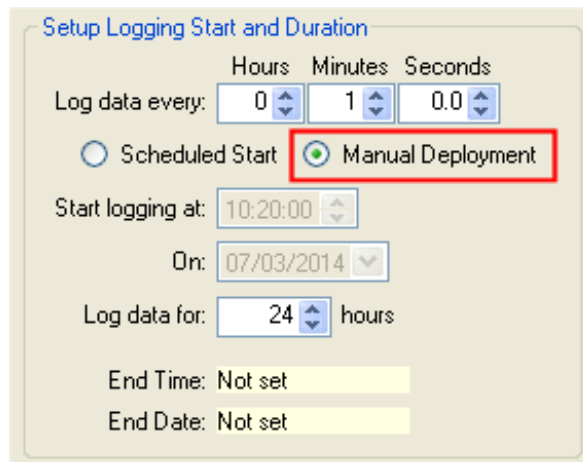 Setup Logging Start and Duration
Hours Minutes Seconds
Log data every: 0 1 0.0
Scheduled Start Manual Deployment
Start logging at: 10:20:00
On: 07/03/2014
Log data for: 24 hours
End Time: Not set
End Date: Not set